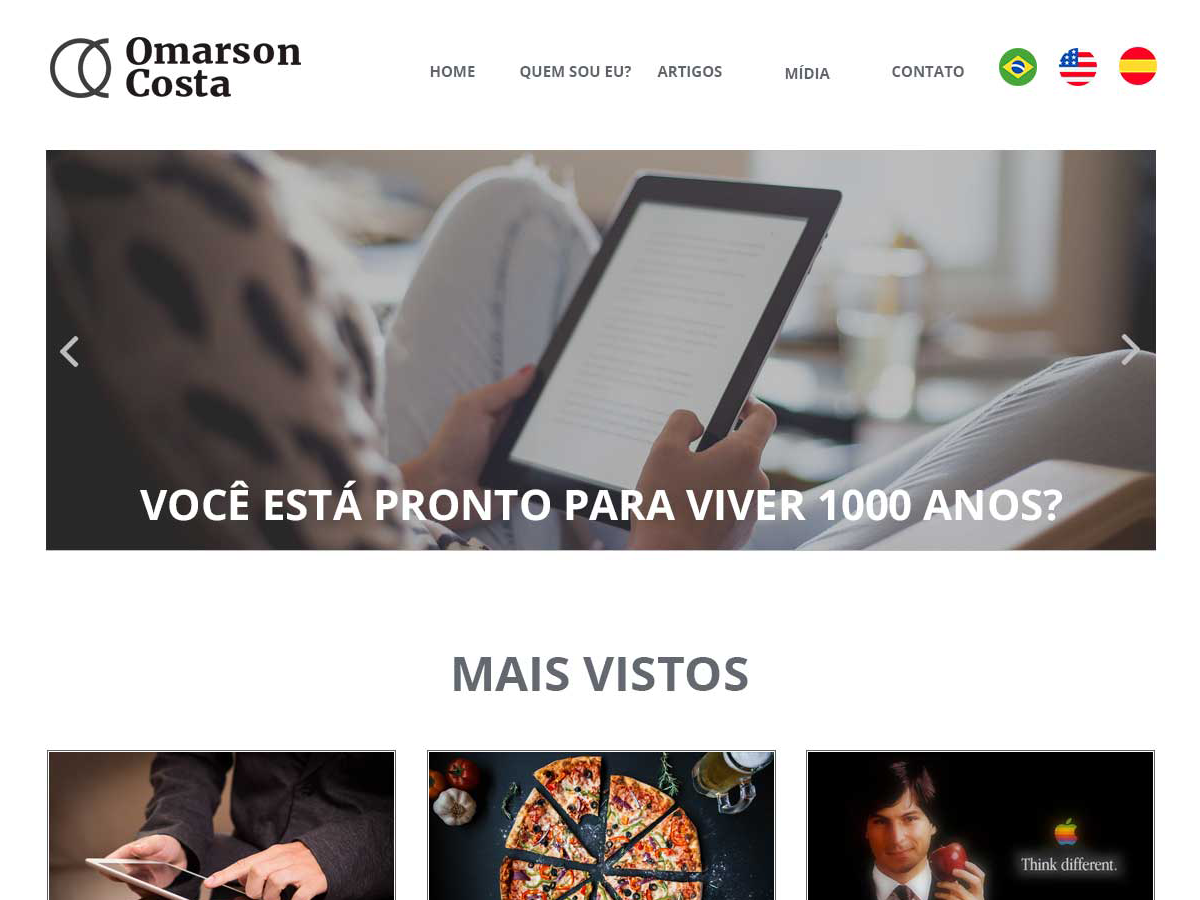 Omarson
Costa
HOME
QUEM SOU EU?
ARTIGOS
MÍDIA
CONTATO
VOCÊ ESTÁ PRONTO PARA VIVER 1000 ANOS?
MAIS VISTOS
Think different.